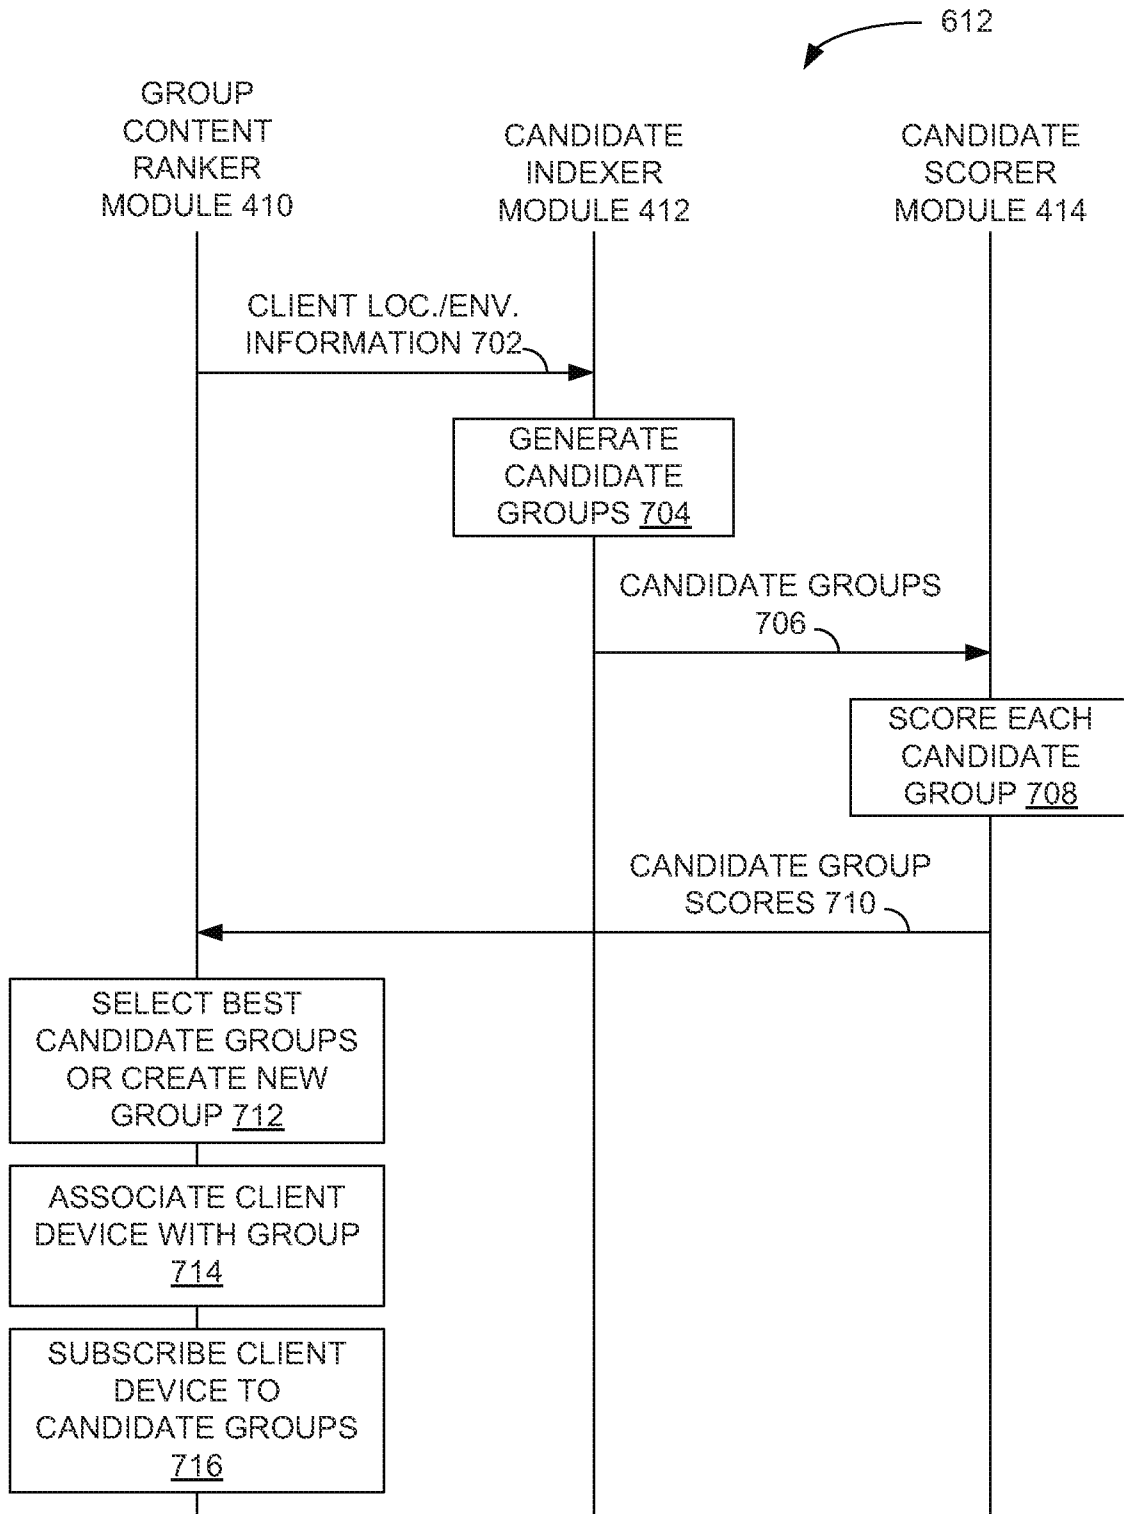 612
GROUP
CONTENT
RANKER
MODULE 410
CANDIDATE
INDEXER
MODULE 412
CANDIDATE
SCORER
MODULE 414
CLIENT LOC./ENV.
INFORMATION 702
GENERATE
CANDIDATE
GROUPS 704
CANDIDATE GROUPS
706
SCORE EACH
CANDIDATE
GROUP 708
CANDIDATE GROUP
SCORES 710
SELECT BEST
CANDIDATE GROUPS
OR CREATE NEW
GROUP 712
ASSOCIATE CLIENT
DEVICE WITH GROUP
714
SUBSCRIBE CLIENT
DEVICE TO
CANDIDATE GROUPS
716